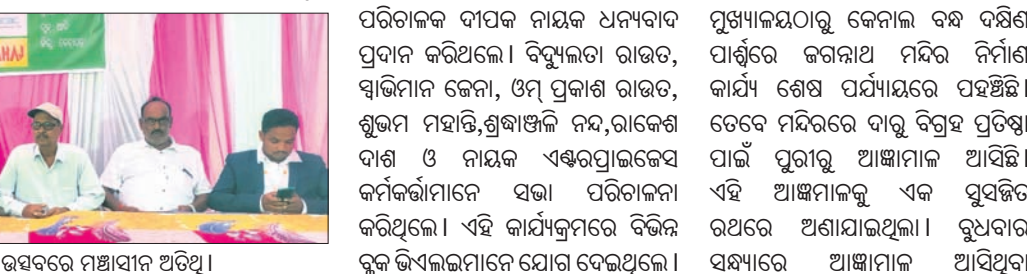 HAJ
ଉତ୍ସବରେ ମଞ୍ଚାସୀନ ଅତିଥି ।
ପରିଚାଳକ ଦୀପକ ନାୟକ ଧନ୍ୟବାଦ
ପ୍ରଦାନ କରିଥଲେ । ବିଦ୍ୟୁଲତା ରାଉତ,
ସ୍ୱାଭିମାନ ଜେନା, ଓମ୍ ପ୍ରକାଶ ରାଉତ,
ଶୁଭମ ମହାନ୍ତି,ଶ୍ରଦ୍ଧାଞ୍ଜଳି ନନ୍ଦ,ରାକେଶ
ଦାଶ ଓ ନାୟକ ଏଣ୍ଟରପ୍ରାଇଜେସ
କର୍ମକର୍ତ୍ତାମାନେ ସଭା ପରିଚାଳନା
କରିଥିଲେ । ଏହି କାର୍ଯ୍ୟକ୍ରମରେ ବିଭିନ୍ନ
ବ୍ଲକ ଭିଏଲଇମାନେ ଯୋଗ ଦେଇଥିଲେ ।
ମୁଖ୍ୟାଳୟଠାରୁ କେନାଲ ବନ୍ଧ ଦକ୍ଷିଣ
ପାର୍ଶ୍ୱରେ ଜଗନ୍ନାଥ ମନ୍ଦିର ନିର୍ମାଣ
କାର୍ଯ୍ୟ ଶେଷ ପର୍ଯ୍ୟାୟରେ ପହଞ୍ଚିଛି ।
ତେବେ ମନ୍ଦିରରେ ଦାରୁ ବିଗ୍ରହ ପ୍ରତିଷ୍ଠା
ପାଇଁ ପୁରୀରୁ ଆଜ୍ଞାମାଳ ଆସିଛି ।
ଏହି ଆଜ୍ଞାମାଳକୁ ଏକ ସୁସଜ୍ଜିତ
ରଥରେ ଅଣାଯାଇଥିଲା । ବୁଧବାର
ସନ୍ଧ୍ୟାରେ ଆଜ୍ଞାମାଳ ଆସିଥିବା